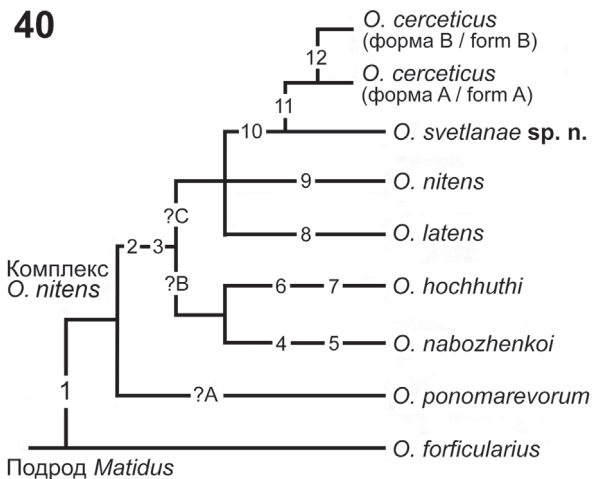 40
O. cerceticus
(форма B / form B)
12
O. cerceticus
(форма A / form A)
11
10
O. svetlanae sp. n.
9
O. nitens
?C
8
O. latens
2
3
Комплекс
O. nitens
?B
6
7
O. hochhuthi
4
5
O. nabozhenkoi
1
?A
O. ponomarevorum
O. forficularius
Подрод Matidus